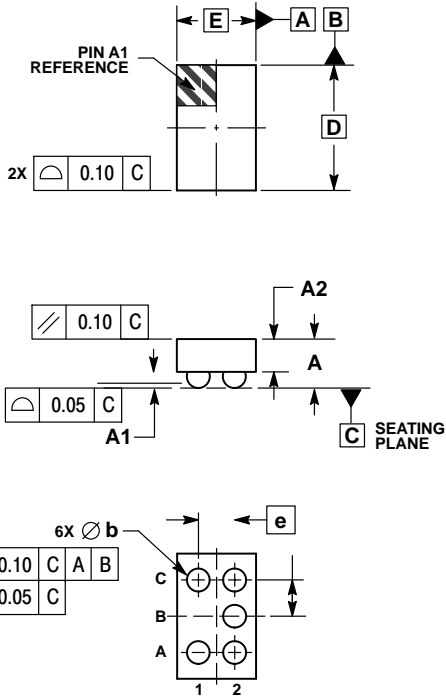 E A B
PIN A1
REFERENCE
D
2X ⌓ 0.10 C
A2
⫽ 0.10 C
A
⌓ 0.05 C
A1
C SEATING
PLANE
6X ∅ b
e
0.10 C A B
0.05 C
C
B
A
1 2